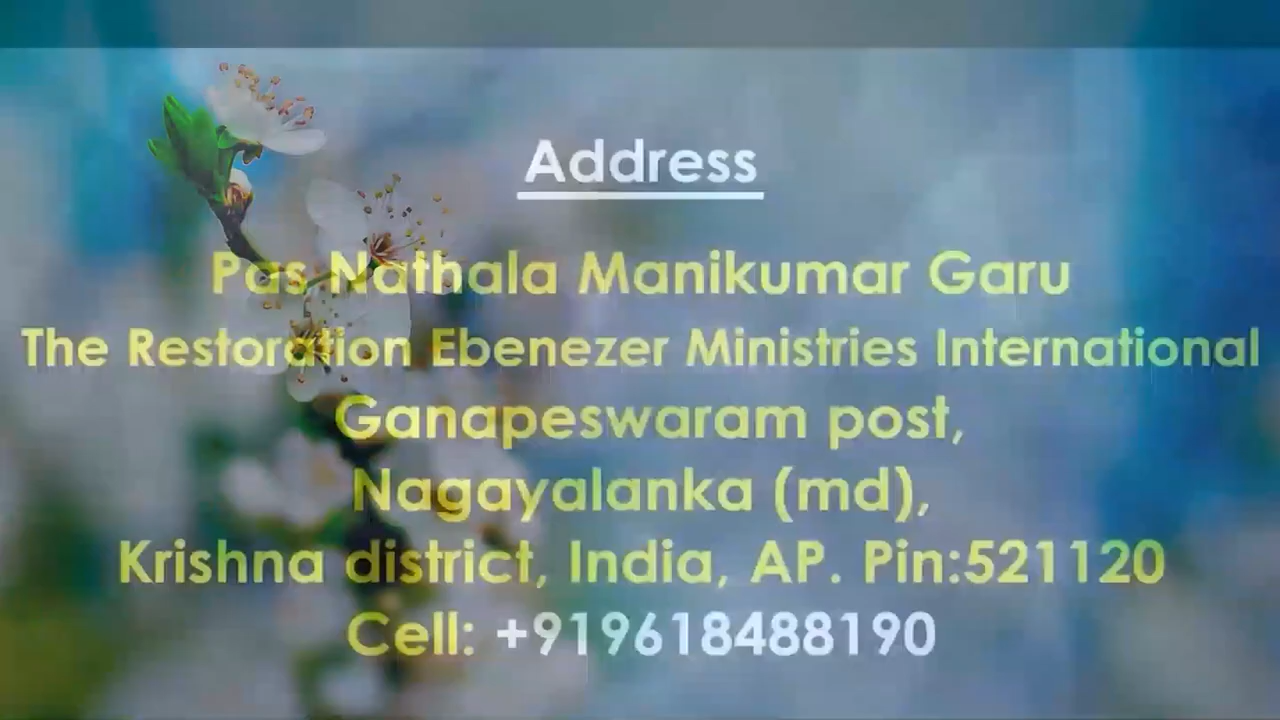 Address
Pas Nathala Manikumar Garu
The Restoration Ebenezer Ministries International
Ganapeswaram post,
Nagayalanka (md),
Krishna district, India, AP. Pin:521120
Cell: +919618488190